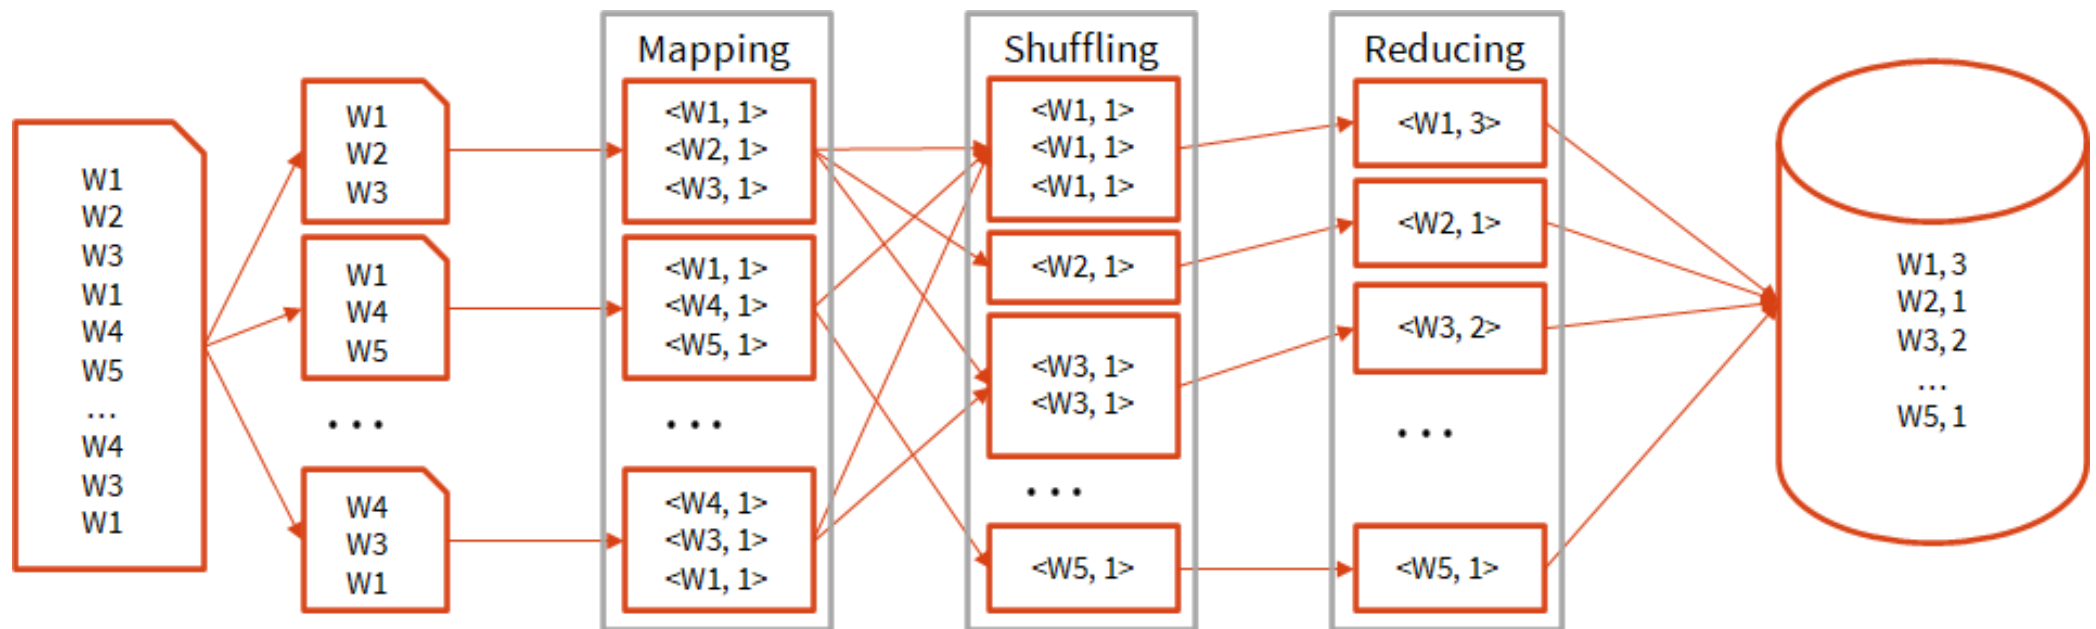 W1
W2
W3
W1
W4
W5
...
W4
W3
W1
W1
W2
W3
W1
W4
W5
...
W4
W3
W1
Mapping
<W1, 1>
<W2, 1>
<W3, 1>
<W1, 1>
<W4, 1>
<W5, 1>
...
<W4, 1>
<W3, 1>
<W1, 1>
Shuffling
<W1, 1>
<W1, 1>
<W1, 1>
<W2, 1>
<W3, 1>
<W3, 1>
...
<W5, 1>
Reducing
<W1, 3>
<W2, 1>
<W3, 2>
...
<W5, 1>
W1, 3
W2, 1
W3, 2
...
W5, 1